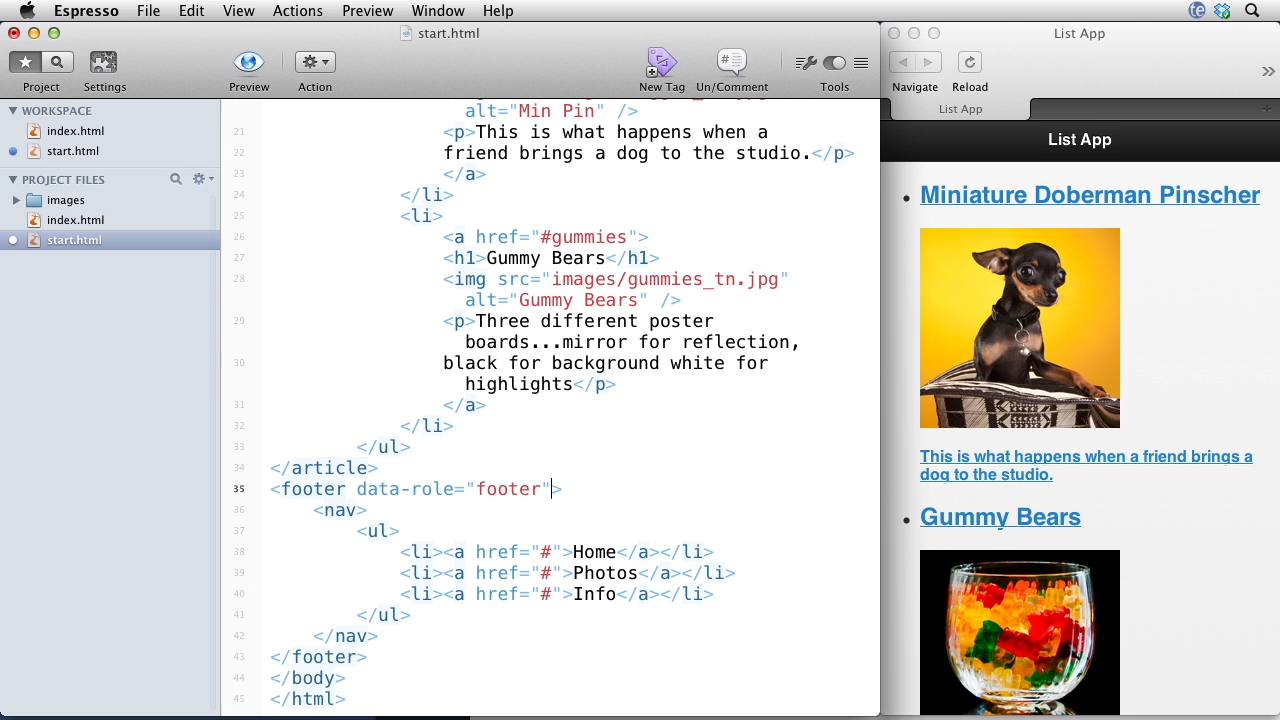 Espresso File Edit View Actions Preview Window Help
start.html
Project Settings Preview Action New Tag Un/Comment Tools
WORKSPACE
index.html
start.html
PROJECT FILES
images
index.html
start.html
alt="Min Pin" />
21 <p>This is what happens when a
22 friend brings a dog to the studio.</p>
23 </a>
24 </li>
25 <li>
26 <a href="#gummies">
27 <h1>Gummy Bears</h1>
28 <img src="images/gummies_tn.jpg"
alt="Gummy Bears" />
29 <p>Three different poster
boards...mirror for reflection,
30 black for background white for
highlights</p>
31 </a>
32 </li>
33 </ul>
34 </article>
35 <footer data-role="footer">
36 <nav>
37 <ul>
38 <li><a href="#">Home</a></li>
39 <li><a href="#">Photos</a></li>
40 <li><a href="#">Info</a></li>
41 </ul>
42 </nav>
43 </footer>
44 </body>
45 </html>
List App
Navigate Reload
List App
List App
Miniature Doberman Pinscher
This is what happens when a friend brings a
dog to the studio.
Gummy Bears